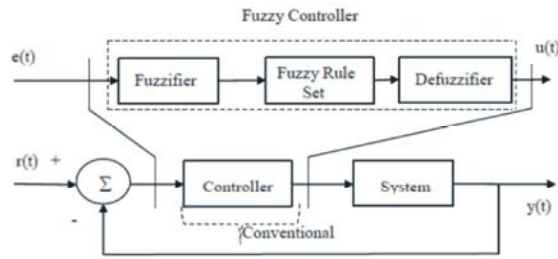 Fuzzy Controller
e(t)
u(t)
Fuzzifier
Fuzzy Rule
Set
Defuzzifier
r(t) +
Σ
Controller
System
-
y(t)
Conventional